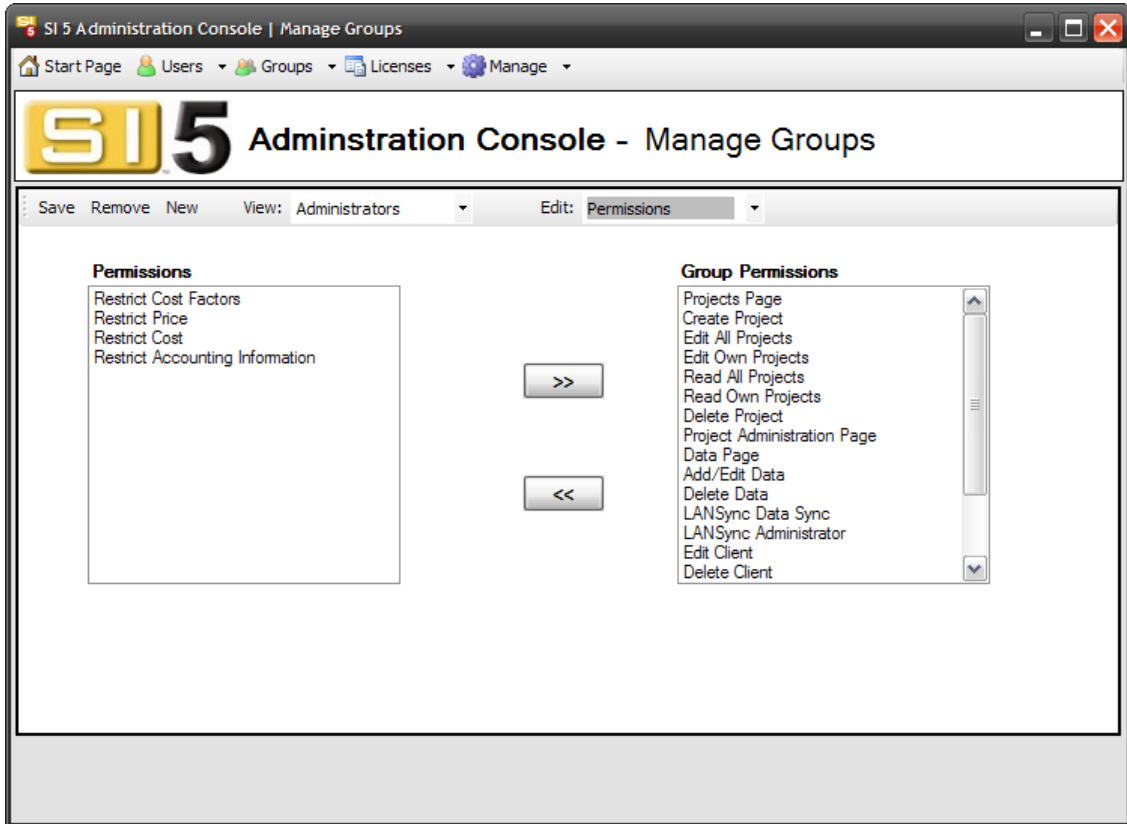 SI 5 Administration Console | Manage Groups
Start Page Users Groups Licenses Manage
SI 5 Adminstration Console - Manage Groups
Save Remove New View: Administrators Edit: Permissions
Permissions
Restrict Cost Factors
Restrict Price
Restrict Cost
Restrict Accounting Information
>>
<<
Group Permissions
Projects Page
Create Project
Edit All Projects
Edit Own Projects
Read All Projects
Read Own Projects
Delete Project
Project Administration Page
Data Page
Add/Edit Data
Delete Data
LANSync Data Sync
LANSync Administrator
Edit Client
Delete Client